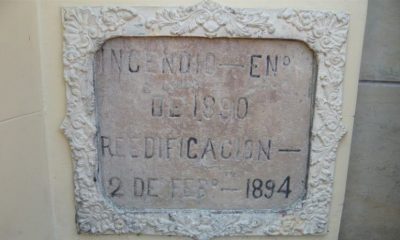 INCENDIO—ENº
DE 1890
REEDIFICACION—
2 DE FEBº—1894